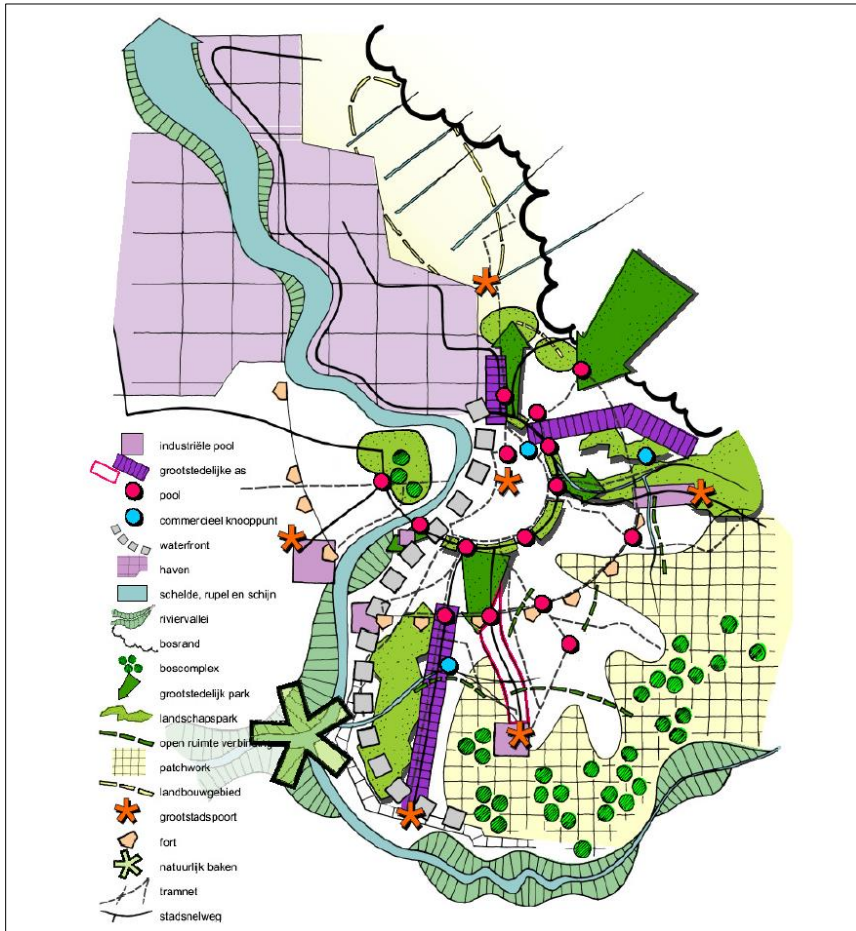 industriële pool
grootstedelijke as
pool
commercieel knooppunt
waterfront
haven
schelde, rupel en schijn
riviervallei
bosrand
boscomplex
grootstedelijk park
landschapspark
open ruimte verbinding
patchwork
landbouwgebied
grootstadspoort
fort
natuurlijk baken
tramnet
stadsnelweg